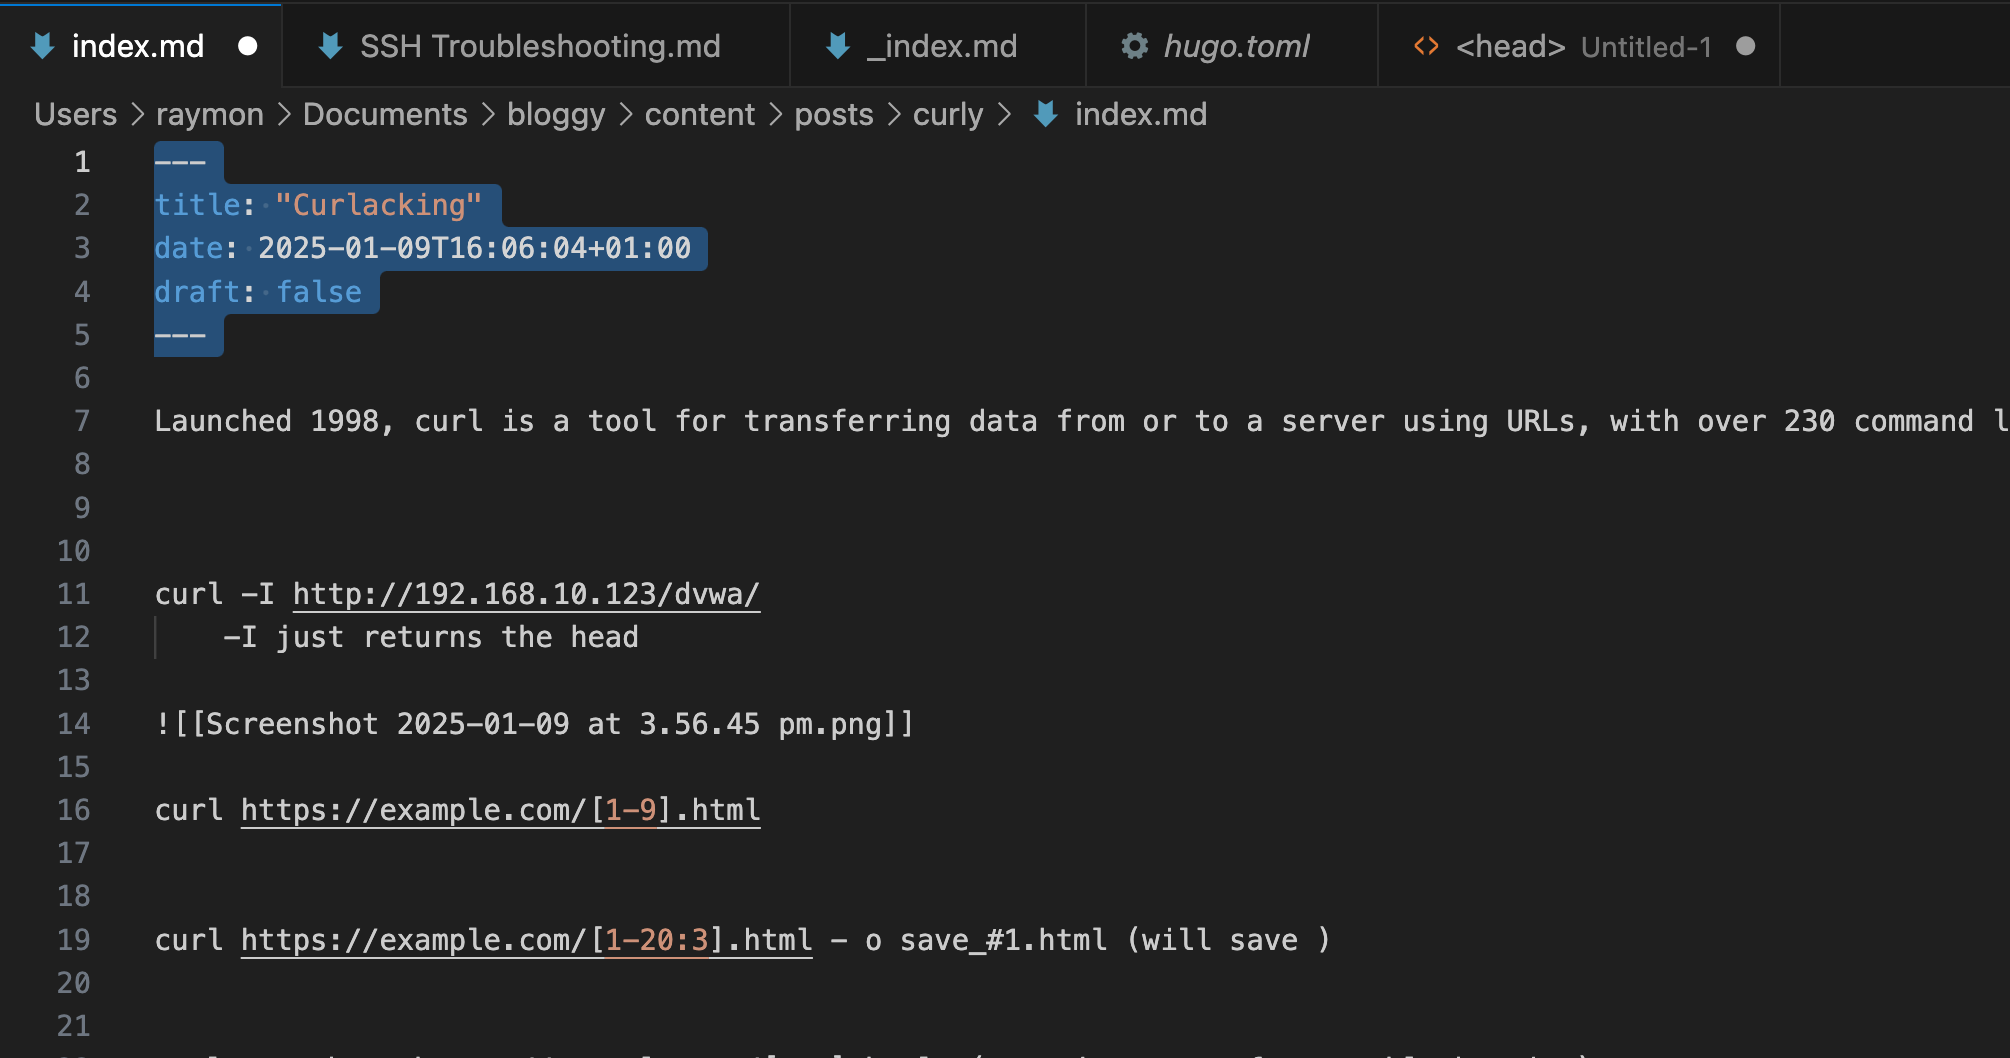 index.md
SSH Troubleshooting.md
_index.md
hugo.toml
<head> Untitled-1
Users > raymon > Documents > bloggy > content > posts > curly > index.md
1 ---
2 title: "Curlacking"
3 date: 2025-01-09T16:06:04+01:00
4 draft: false
5 ---
6
7 Launched 1998, curl is a tool for transferring data from or to a server using URLs, with over 230 command l
8
9
10
11 curl -I http://192.168.10.123/dvwa/
12     -I just returns the head
13
14 ![[Screenshot 2025-01-09 at 3.56.45 pm.png]]
15
16 curl https://example.com/[1-9].html
17
18
19 curl https://example.com/[1-20:3].html - o save_#1.html (will save )
20
21